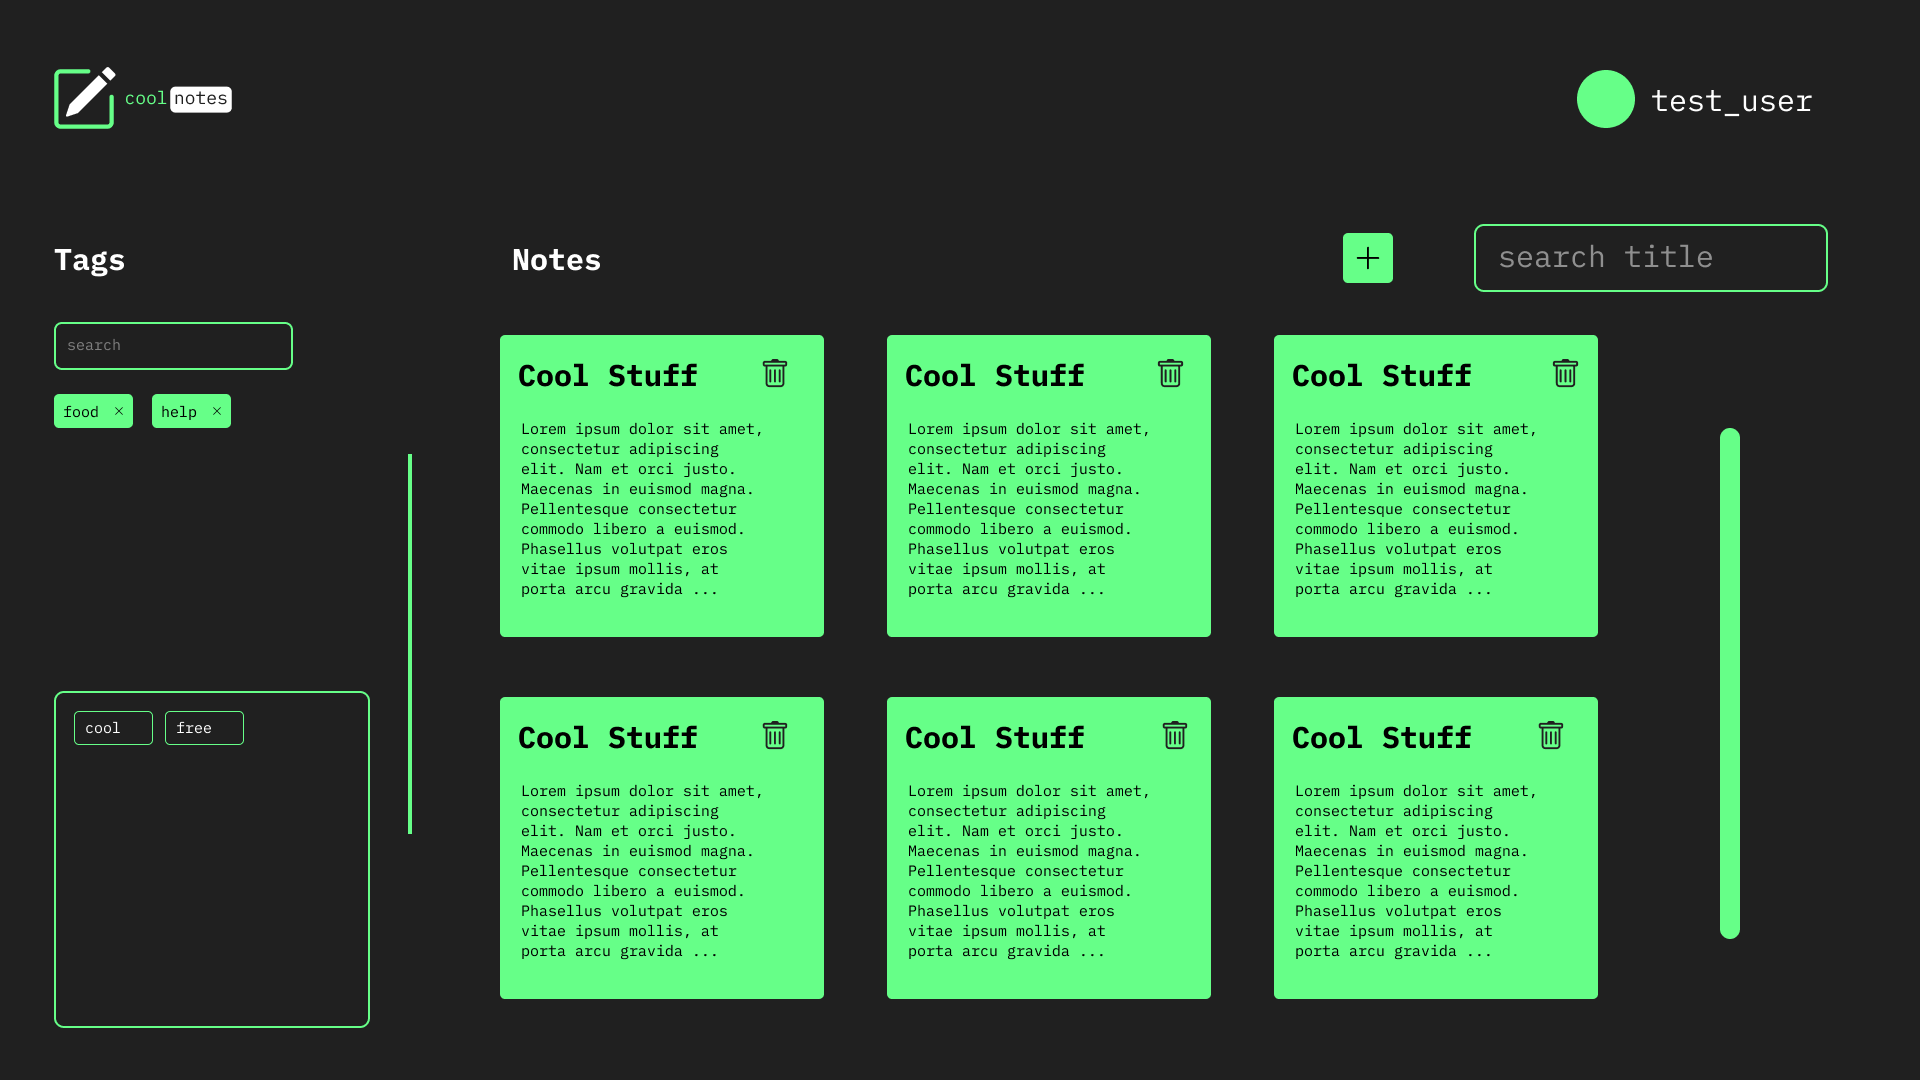 cool notes
test_user
Tags
search
food ×
help ×
cool
free
Notes
+
search title
Cool Stuff
Lorem ipsum dolor sit amet,
consectetur adipiscing
elit. Nam et orci justo.
Maecenas in euismod magna.
Pellentesque consectetur
commodo libero a euismod.
Phasellus volutpat eros
vitae ipsum mollis, at
porta arcu gravida ...
Cool Stuff
Lorem ipsum dolor sit amet,
consectetur adipiscing
elit. Nam et orci justo.
Maecenas in euismod magna.
Pellentesque consectetur
commodo libero a euismod.
Phasellus volutpat eros
vitae ipsum mollis, at
porta arcu gravida ...
Cool Stuff
Lorem ipsum dolor sit amet,
consectetur adipiscing
elit. Nam et orci justo.
Maecenas in euismod magna.
Pellentesque consectetur
commodo libero a euismod.
Phasellus volutpat eros
vitae ipsum mollis, at
porta arcu gravida ...
Cool Stuff
Lorem ipsum dolor sit amet,
consectetur adipiscing
elit. Nam et orci justo.
Maecenas in euismod magna.
Pellentesque consectetur
commodo libero a euismod.
Phasellus volutpat eros
vitae ipsum mollis, at
porta arcu gravida ...
Cool Stuff
Lorem ipsum dolor sit amet,
consectetur adipiscing
elit. Nam et orci justo.
Maecenas in euismod magna.
Pellentesque consectetur
commodo libero a euismod.
Phasellus volutpat eros
vitae ipsum mollis, at
porta arcu gravida ...
Cool Stuff
Lorem ipsum dolor sit amet,
consectetur adipiscing
elit. Nam et orci justo.
Maecenas in euismod magna.
Pellentesque consectetur
commodo libero a euismod.
Phasellus volutpat eros
vitae ipsum mollis, at
porta arcu gravida ...